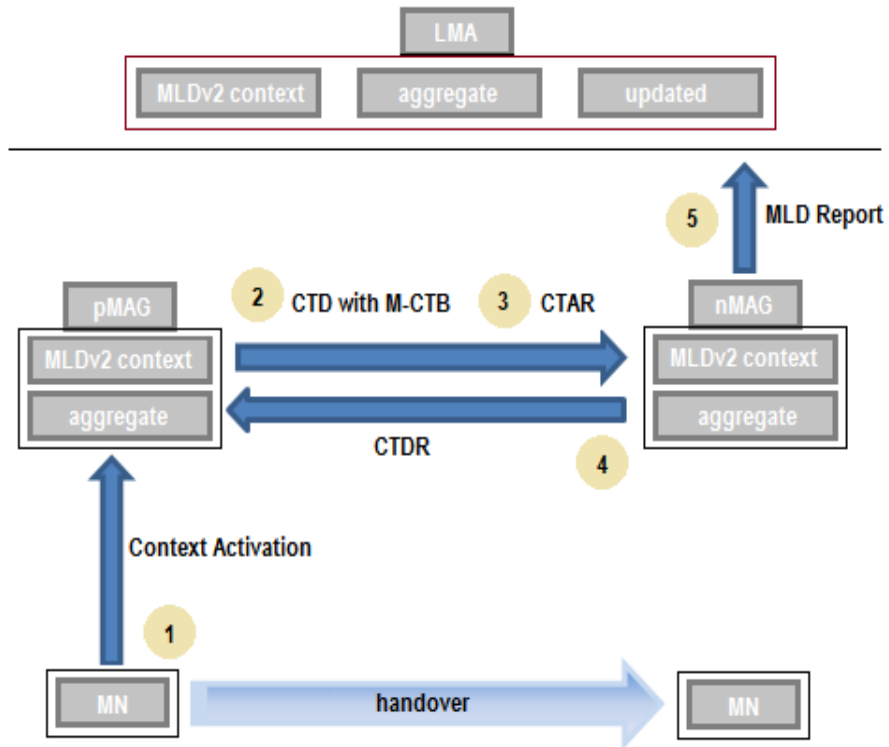 LMA
MLDv2 context aggregate updated
5 MLD Report
2 CTD with M-CTB 3 CTAR
pMAG
nMAG
MLDv2 context
MLDv2 context
aggregate
aggregate
CTDR
4
Context Activation
1
MN
handover
MN